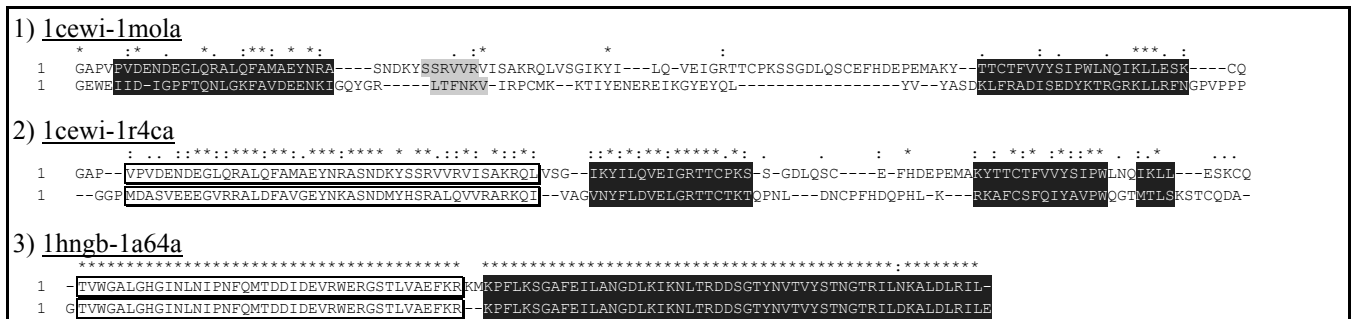 1) 1cewi-1mola
* :* . *. :**: * *: . :* * : . : . . ***. :
1 GAPVPVDENDEGLQRALQFAMAEYNRA----SNDKYSSRVVRVISAKRQLVSGIKYI---LQ-VEIGRTTCPKSSGDLQSCEFHDEPEMAKY--TTCTFVVYSIPWLNQIKLLESK----CQ
1 GEWEIID-IGPFTQNLGKFAVDEENKIGQYGR-----LTFNKV-IRPCMK--KTIYENEREIKGYEYQL-----------------YV--YASDKLFRADISEDYKTRGRKLLRFNGPVPPP
2) 1cewi-1r4ca
: .. ::**::***:**:.***:**** * **.::*: *::*: ::*:*:**:*****.*: . . : * : : *:*:*::** . :.* ...
1 GAP--VPVDENDEGLQRALQFAMAEYNRASNDKYSSRVVRVISAKRQLVSG--IKYILQVEIGRTTCPKS-S-GDLQSC---E-FHDEPEMAKYTTCTFVVYSIPWLNQIKLL---ESKCQ
1 --GGPMDASVEEEGVRRALDFAVGEYNKASNDMYHSRALQVVRARKQI--VAGVNYFLDVELGRTTCTKTQPNL---DNCPFHDQPHL-K---RKAFCSFQIYAVPWQGTMTLSKSTCQDA-
3) 1hngb-1a64a
**************************************** ******************************************:********
1 -TVWGALGHGINLNIPNFQMTDDIDEVRWERGSTLVAEFKRKMKPFLKSGAFEILANGDLKIKNLTRDDSGTYNVTVYSTNGTRILNKALDLRIL-
1 GTVWGALGHGINLNIPNFQMTDDIDEVRWERGSTLVAEFKR--KPFLKSGAFEILANGDLKIKNLTRDDSGTYNVTVYSTNGTRILDKALDLRILE